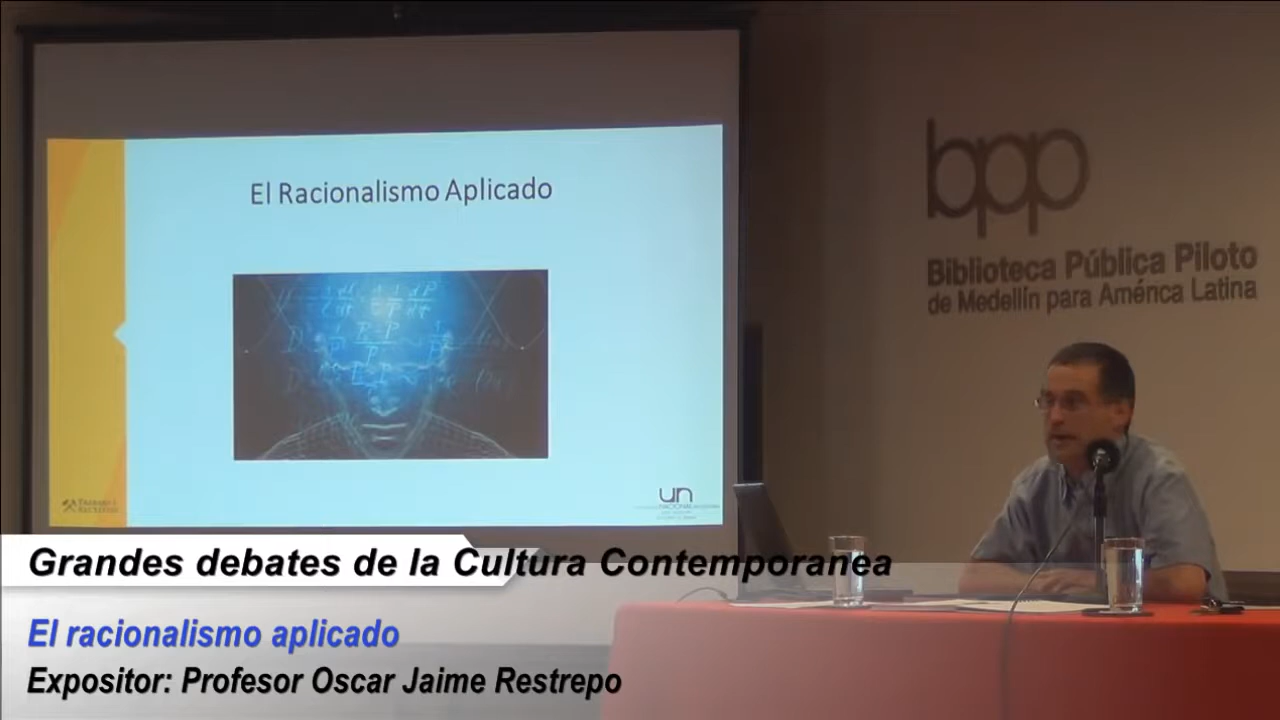 El Racionalismo Aplicado
bpp
Biblioteca Pública Piloto
de Medellín para América Latina
un
Grandes debates de la Cultura Contemporanea
El racionalismo aplicado
Expositor: Profesor Oscar Jaime Restrepo